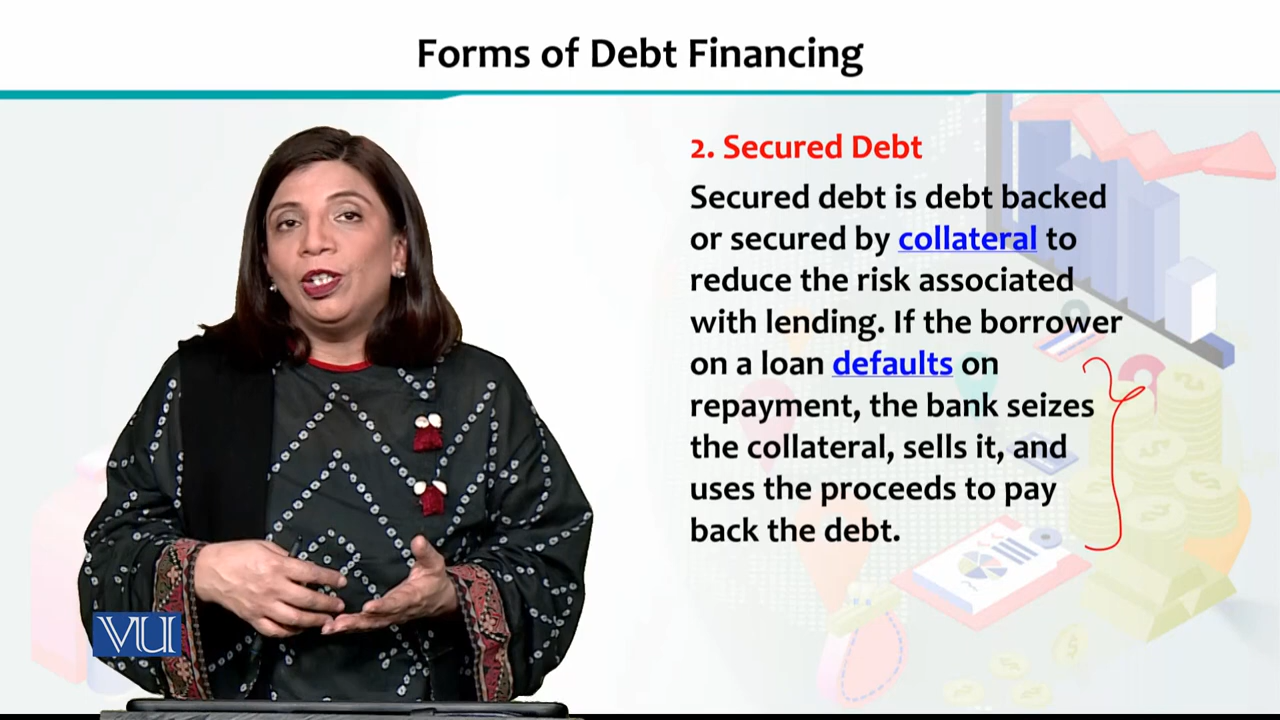 Forms of Debt Financing
2. Secured Debt
Secured debt is debt backed
or secured by collateral to
reduce the risk associated
with lending. If the borrower
on a loan defaults on
repayment, the bank seizes
the collateral, sells it, and
uses the proceeds to pay
back the debt.
VU